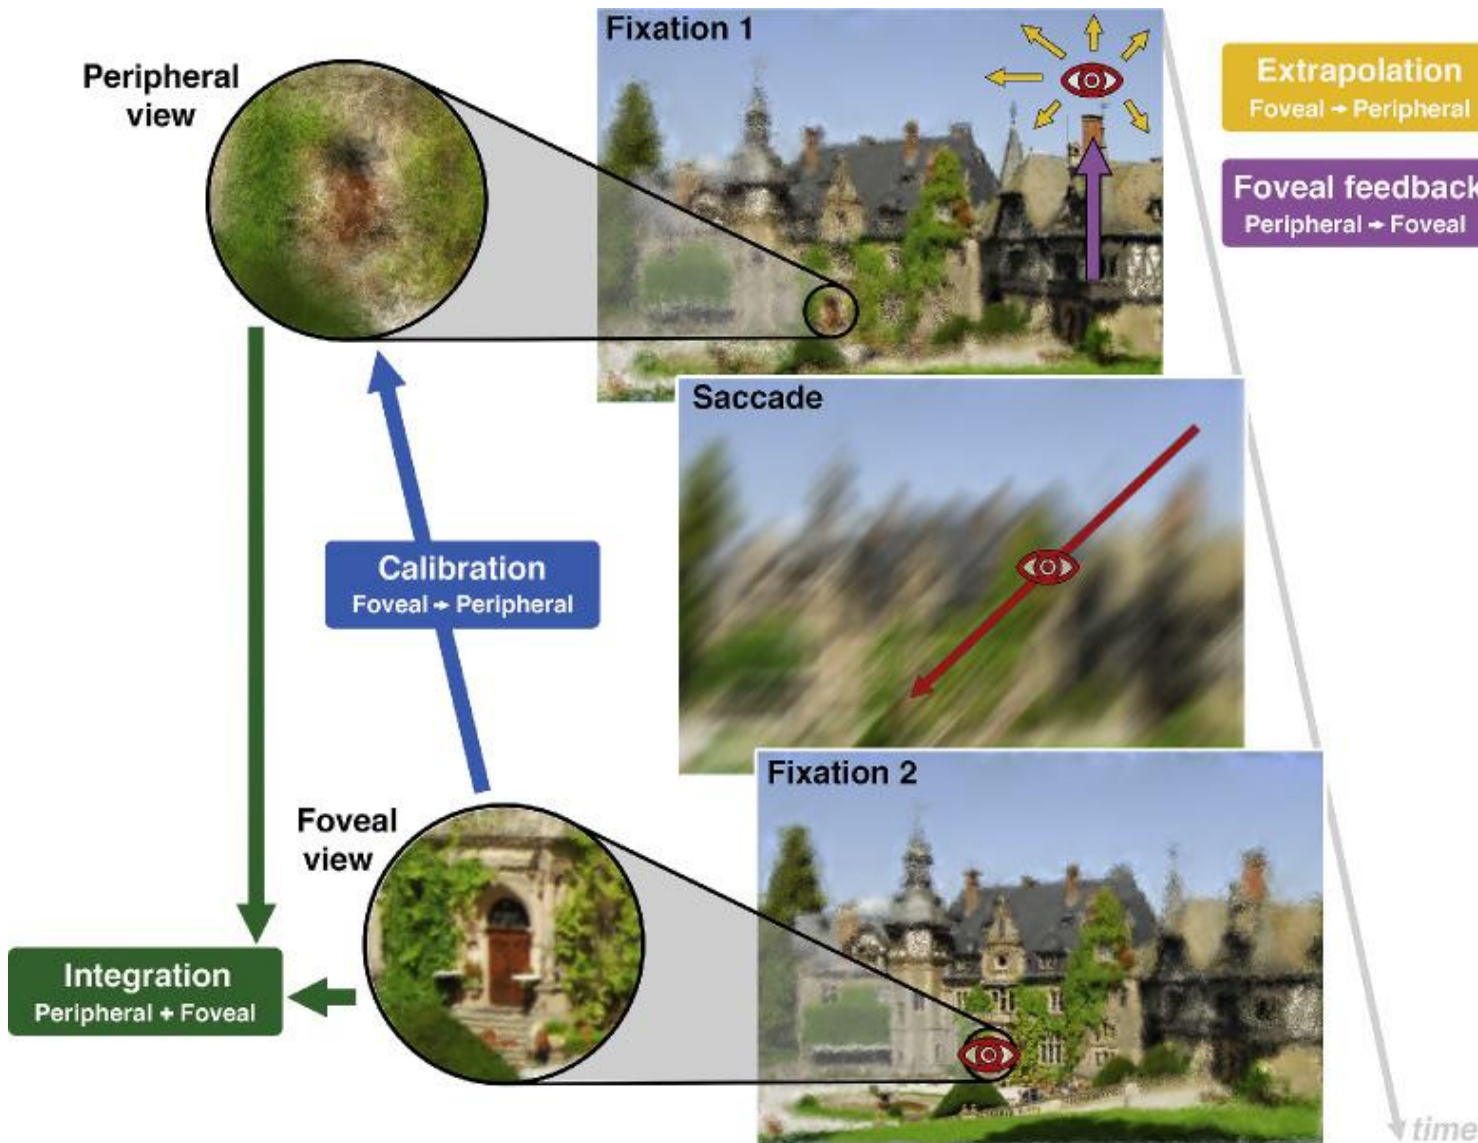 Fixation 1
Peripheral
view
Extrapolation
Foveal → Peripheral
Foveal feedback
Peripheral → Foveal
Saccade
Calibration
Foveal → Peripheral
Fixation 2
Foveal
view
Integration
Peripheral + Foveal
time